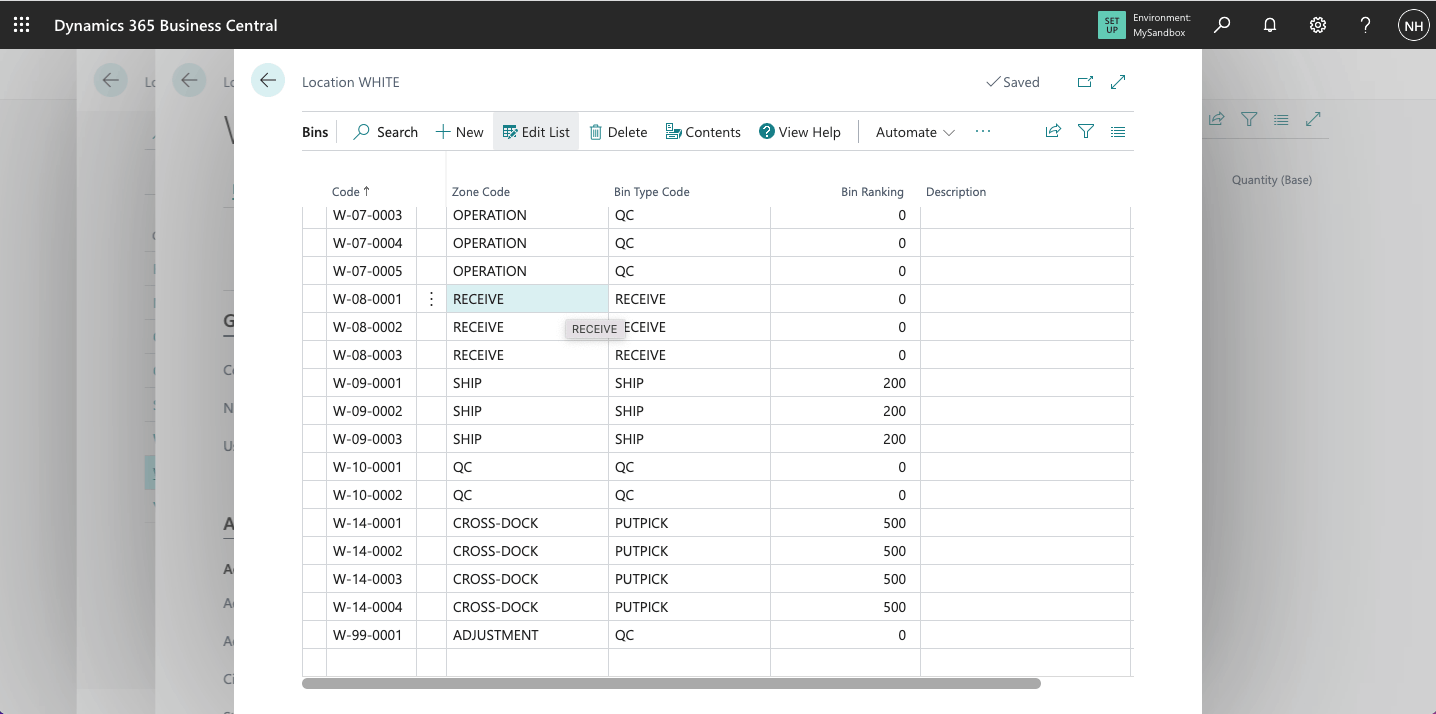 Dynamics 365 Business Central
SET UP
Environment:
MySandbox
?
NH
Location WHITE
Saved
Bins Search New Edit List Delete Contents View Help Automate ...
Quantity (Base)
Code ↑ Zone Code Bin Type Code Bin Ranking Description
W-07-0003 OPERATION QC 0
W-07-0004 OPERATION QC 0
W-07-0005 OPERATION QC 0
W-08-0001 RECEIVE RECEIVE 0
W-08-0002 RECEIVE RECEIVE ECEIVE 0
W-08-0003 RECEIVE RECEIVE 0
W-09-0001 SHIP SHIP 200
W-09-0002 SHIP SHIP 200
W-09-0003 SHIP SHIP 200
W-10-0001 QC QC 0
W-10-0002 QC QC 0
W-14-0001 CROSS-DOCK PUTPICK 500
W-14-0002 CROSS-DOCK PUTPICK 500
W-14-0003 CROSS-DOCK PUTPICK 500
W-14-0004 CROSS-DOCK PUTPICK 500
W-99-0001 ADJUSTMENT QC 0